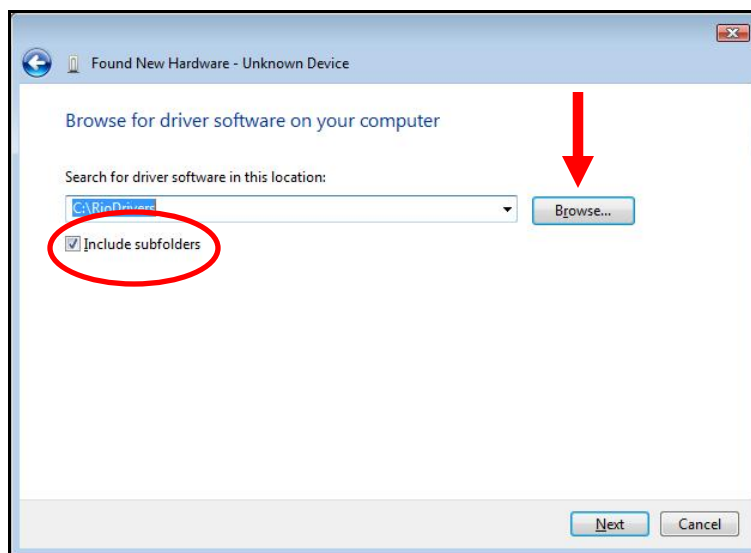 Found New Hardware - Unknown Device
Browse for driver software on your computer
Search for driver software in this location:
C:\RioDrivers
Browse...
Include subfolders
Next Cancel